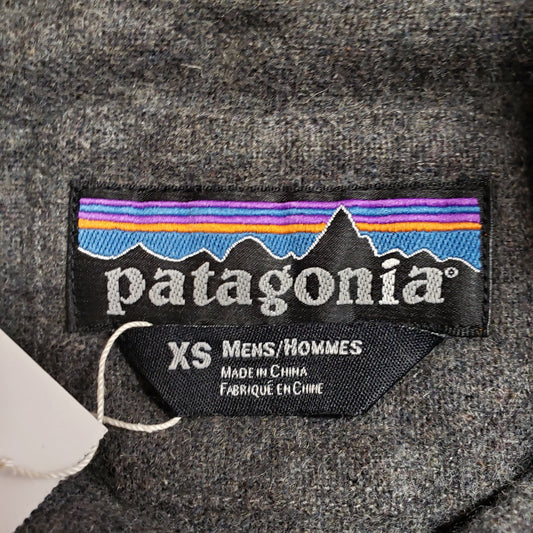 patagonia®
XS MENS/HOMMES
MADE IN CHINA
FABRIQUÉ EN CHINE